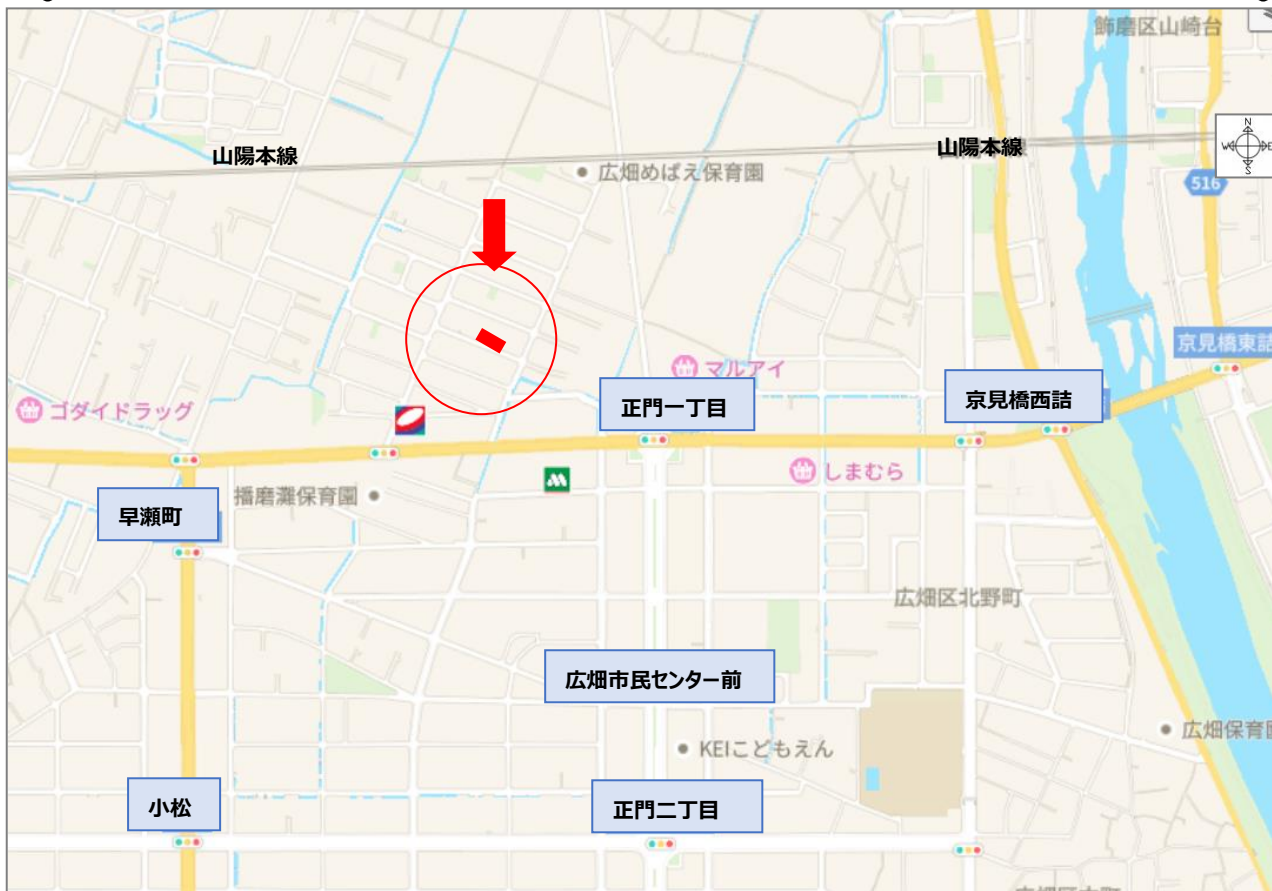 飾磨区山崎台
N
W
E
S
山陽本線
山陽本線
広畑めばえ保育園
516
京見橋東詰
マルアイ
ゴダイドラッグ
正門一丁目
京見橋西詰
しまむら
播磨灘保育園
早瀬町
広畑区北野町
広畑市民センター前
広畑保育園
KEIこどもえん
小松
正門二丁目